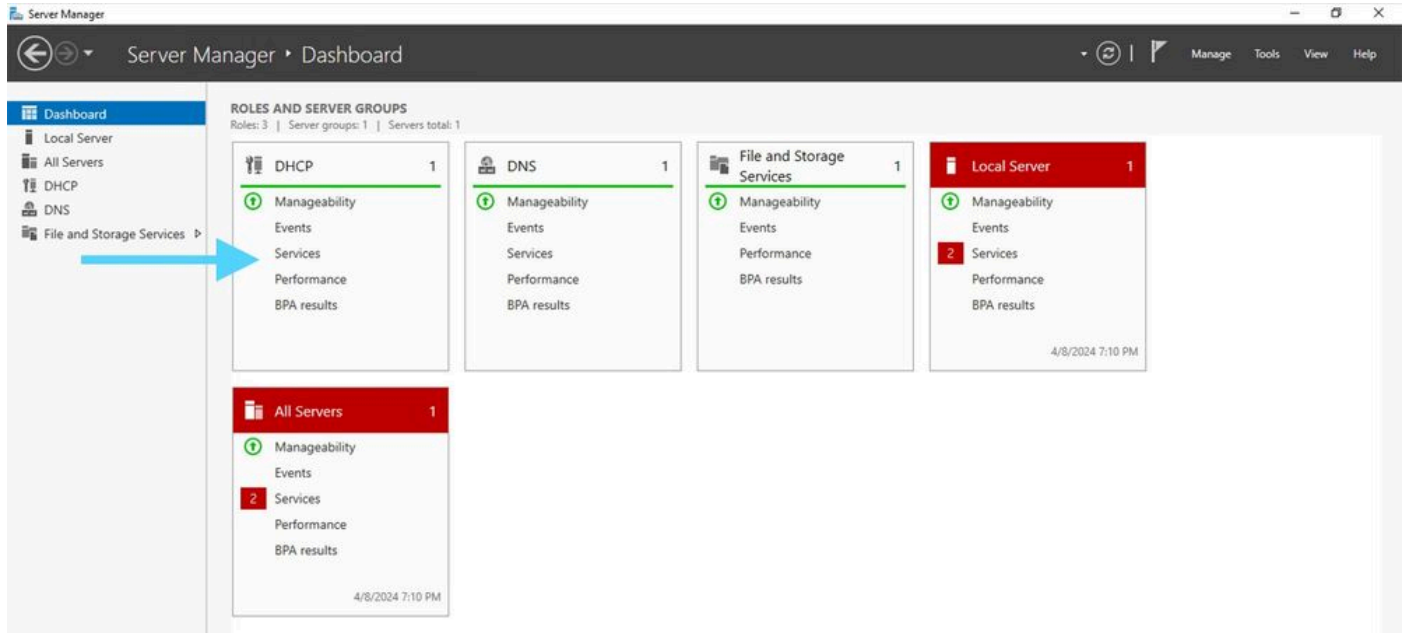 Server Manager
Server Manager ‣ Dashboard
Manage Tools View Help
Dashboard
Local Server
All Servers
DHCP
DNS
File and Storage Services
ROLES AND SERVER GROUPS
Roles: 3 | Server groups: 1 | Servers total: 1
DHCP 1
Manageability
Events
Services
Performance
BPA results
DNS 1
Manageability
Events
Services
Performance
BPA results
File and Storage
Services 1
Manageability
Events
Performance
BPA results
Local Server 1
Manageability
Events
2 Services
Performance
BPA results
4/8/2024 7:10 PM
All Servers 1
Manageability
Events
2 Services
Performance
BPA results
4/8/2024 7:10 PM